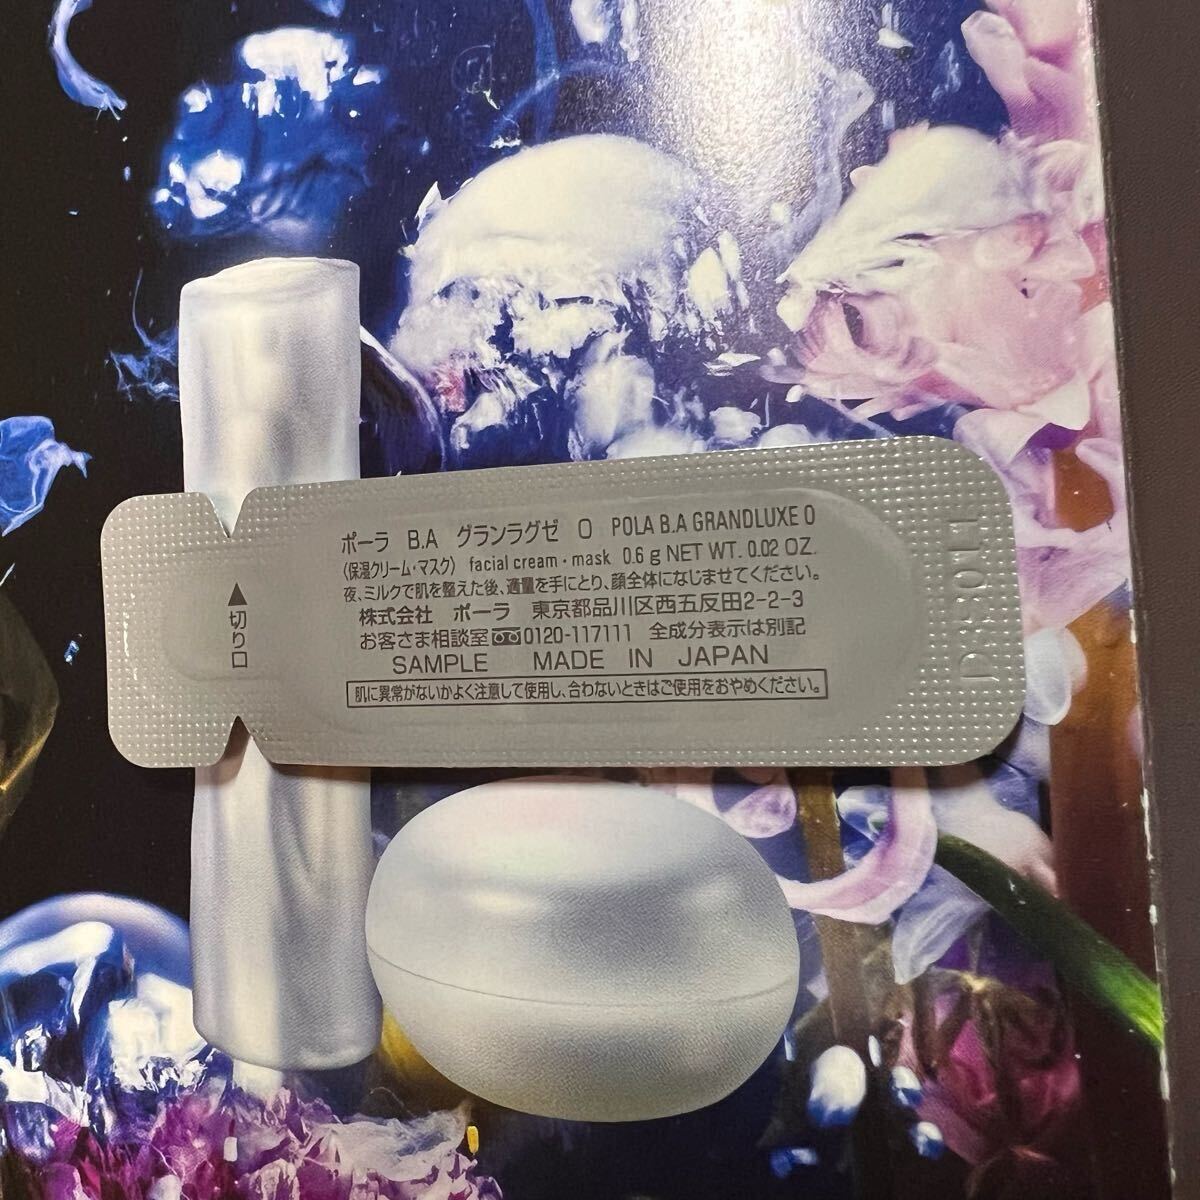 ポーラ B.A グランラグゼ O POLA B.A GRANDLUXE O
〈保湿クリーム・マスク〉 facial cream・mask 0.6 g NET WT. 0.02 OZ.
夜、ミルクで肌を整えた後、適量を手にとり、顔全体になじませてください。
株式会社 ポーラ 東京都品川区西五反田2-2-3
お客さま相談室 0120-117111 全成分表示は別記
SAMPLE MADE IN JAPAN
肌に異常がないかよく注意して使用し、合わないときはご使用をおやめください。
▲切り口